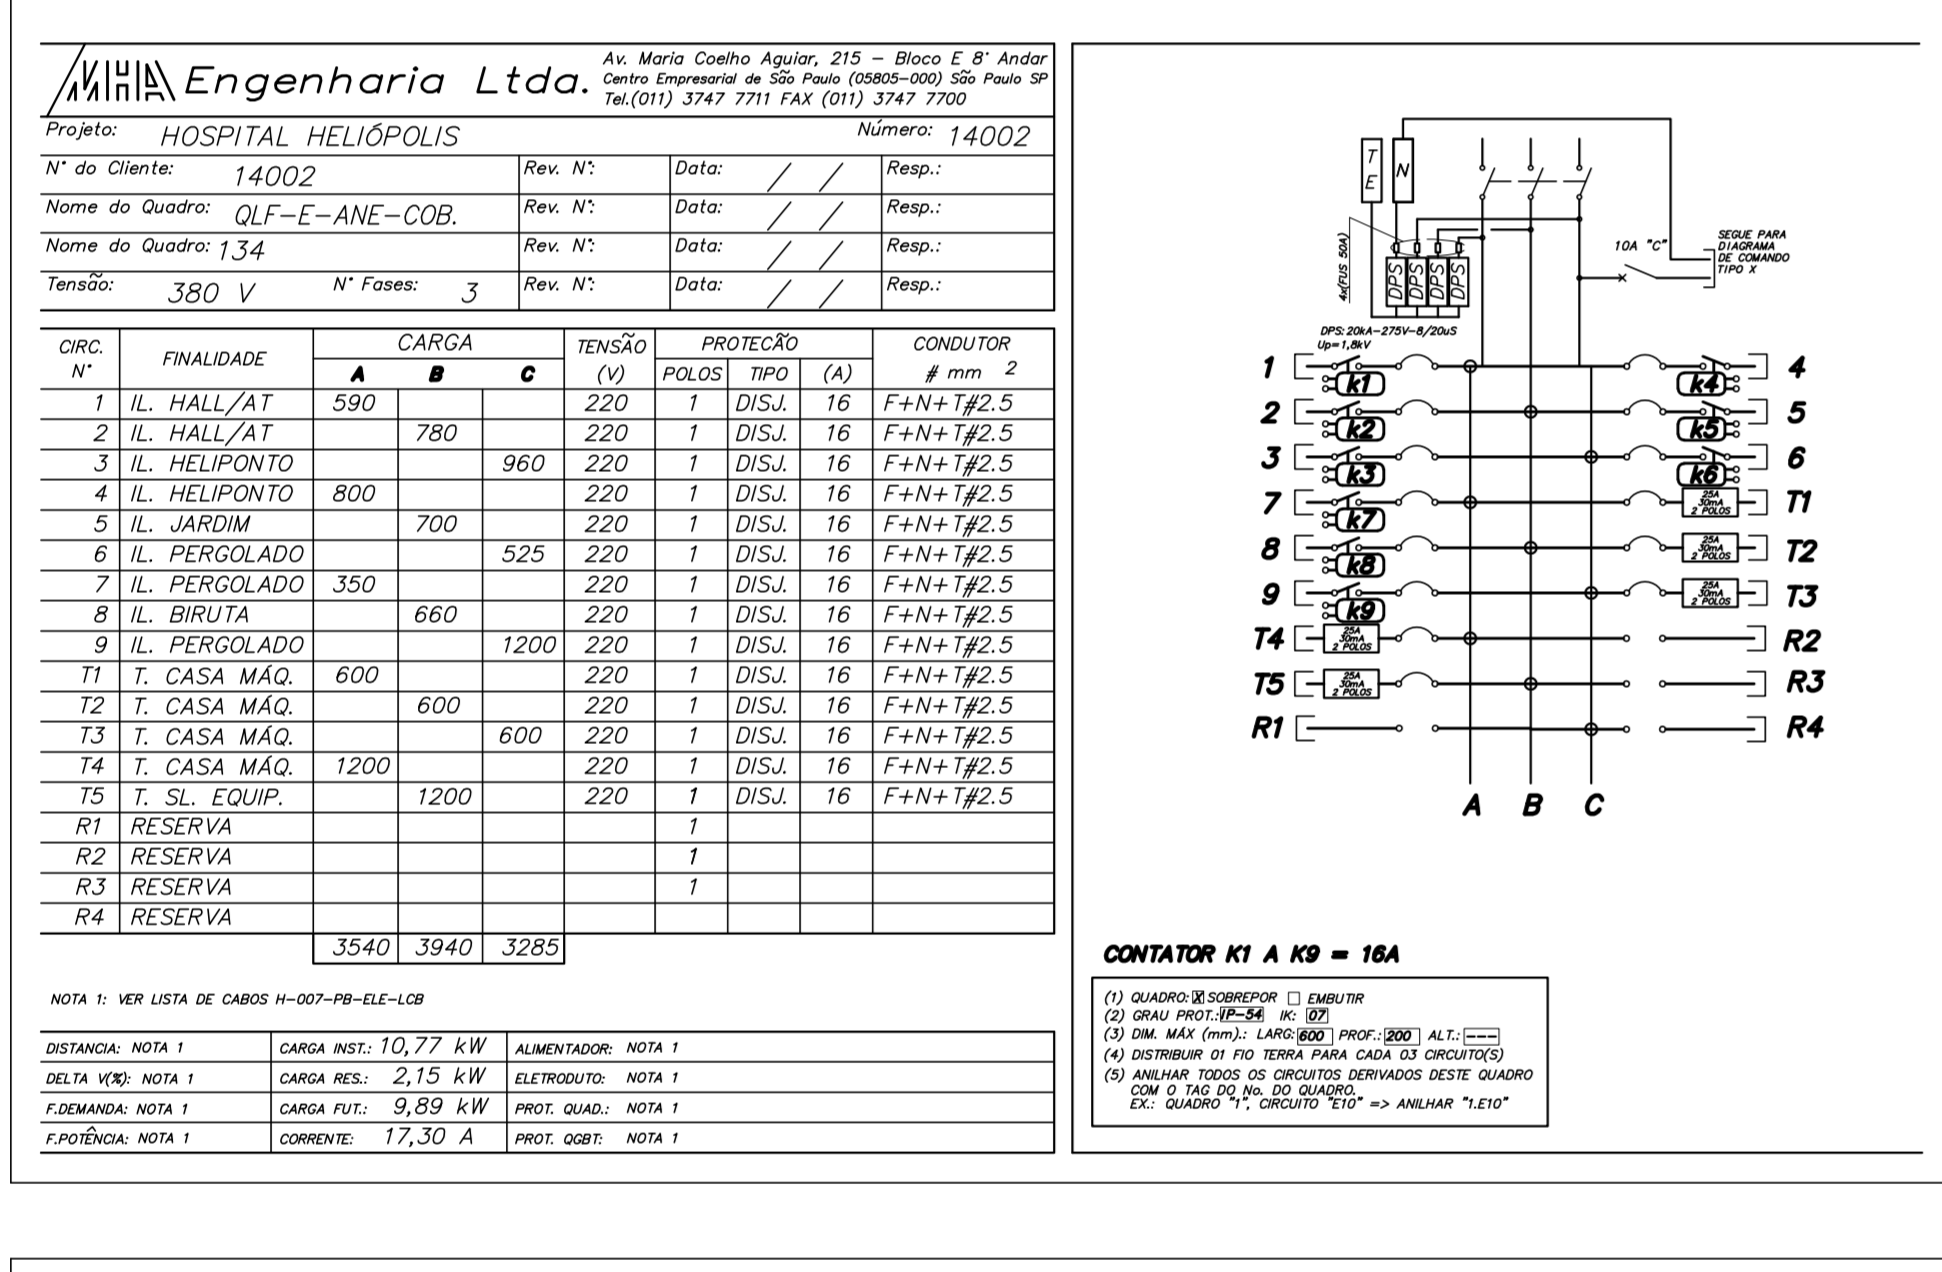 MHA Engenharia Ltda.
Av. Maria Coelho Aguiar, 215 – Bloco E 8° Andar
Centro Empresarial de São Paulo (05805-000) São Paulo SP
Tel.(011) 3747 7711 FAX (011) 3747 7700
Projeto: HOSPITAL HELIÓPOLIS Número: 14002
N° do Cliente: 14002 Rev. N°: Data: / / Resp.:
Nome do Quadro: QLF-E-ANE-COB. Rev. N°: Data: / / Resp.:
Nome do Quadro: 134 Rev. N°: Data: / / Resp.:
Tensão: 380 V N° Fases: 3 Rev. N°: Data: / / Resp.:
CIRC. N° FINALIDADE CARGA TENSÃO (V) PROTECÃO CONDUTOR # mm 2
A B C POLOS TIPO (A)
1 IL. HALL/AT 590 220 1 DISJ. 16 F+N+T#2.5
2 IL. HALL/AT 780 220 1 DISJ. 16 F+N+T#2.5
3 IL. HELIPONTO 960 220 1 DISJ. 16 F+N+T#2.5
4 IL. HELIPONTO 800 220 1 DISJ. 16 F+N+T#2.5
5 IL. JARDIM 700 220 1 DISJ. 16 F+N+T#2.5
6 IL. PERGOLADO 525 220 1 DISJ. 16 F+N+T#2.5
7 IL. PERGOLADO 350 220 1 DISJ. 16 F+N+T#2.5
8 IL. BIRUTA 660 220 1 DISJ. 16 F+N+T#2.5
9 IL. PERGOLADO 1200 220 1 DISJ. 16 F+N+T#2.5
T1 T. CASA MÁQ. 600 220 1 DISJ. 16 F+N+T#2.5
T2 T. CASA MÁQ. 600 220 1 DISJ. 16 F+N+T#2.5
T3 T. CASA MÁQ. 600 220 1 DISJ. 16 F+N+T#2.5
T4 T. CASA MÁQ. 1200 220 1 DISJ. 16 F+N+T#2.5
T5 T. SL. EQUIP. 1200 220 1 DISJ. 16 F+N+T#2.5
R1 RESERVA 1
R2 RESERVA 1
R3 RESERVA 1
R4 RESERVA
3540 3940 3285
NOTA 1: VER LISTA DE CABOS H-007-PB-ELE-LCB
DISTANCIA: NOTA 1 CARGA INST.: 10,77 kW ALIMENTADOR: NOTA 1
DELTA V(%): NOTA 1 CARGA RES.: 2,15 kW ELETRODUTO: NOTA 1
F.DEMANDA: NOTA 1 CARGA FUT.: 9,89 kW PROT. QUAD.: NOTA 1
F.POTÊNCIA: NOTA 1 CORRENTE: 17,30 A PROT. QGBT: NOTA 1
TE N
4x(FUS 50A)
DPS DPS DPS DPS
10A "C"
SEGUE PARA
DIAGRAMA
DE COMANDO
TIPO X
DPS: 20kA-275V-8/20uS
Up=1,8kV
1 k1 k4 4
2 k2 k5 5
3 k3 k6 6
7 k7 25A 30mA 2 POLOS T1
8 k8 25A 30mA 2 POLOS T2
9 k9 25A 30mA 2 POLOS T3
T4 25A 30mA 2 POLOS R2
T5 25A 30mA 2 POLOS R3
R1 R4
A B C
CONTATOR K1 A K9 = 16A
(1) QUADRO: X SOBREPOR EMBUTIR
(2) GRAU PROT.: IP-54 IK: 07
(3) DIM. MÁX (mm).: LARG: 600 PROF.: 200 ALT.: ---
(4) DISTRIBUIR 01 FIO TERRA PARA CADA 03 CIRCUITO(S)
(5) ANILHAR TODOS OS CIRCUITOS DERIVADOS DESTE QUADRO
COM O TAG DO No. DO QUADRO.
EX.: QUADRO "1", CIRCUITO "E10" => ANILHAR "1.E10"